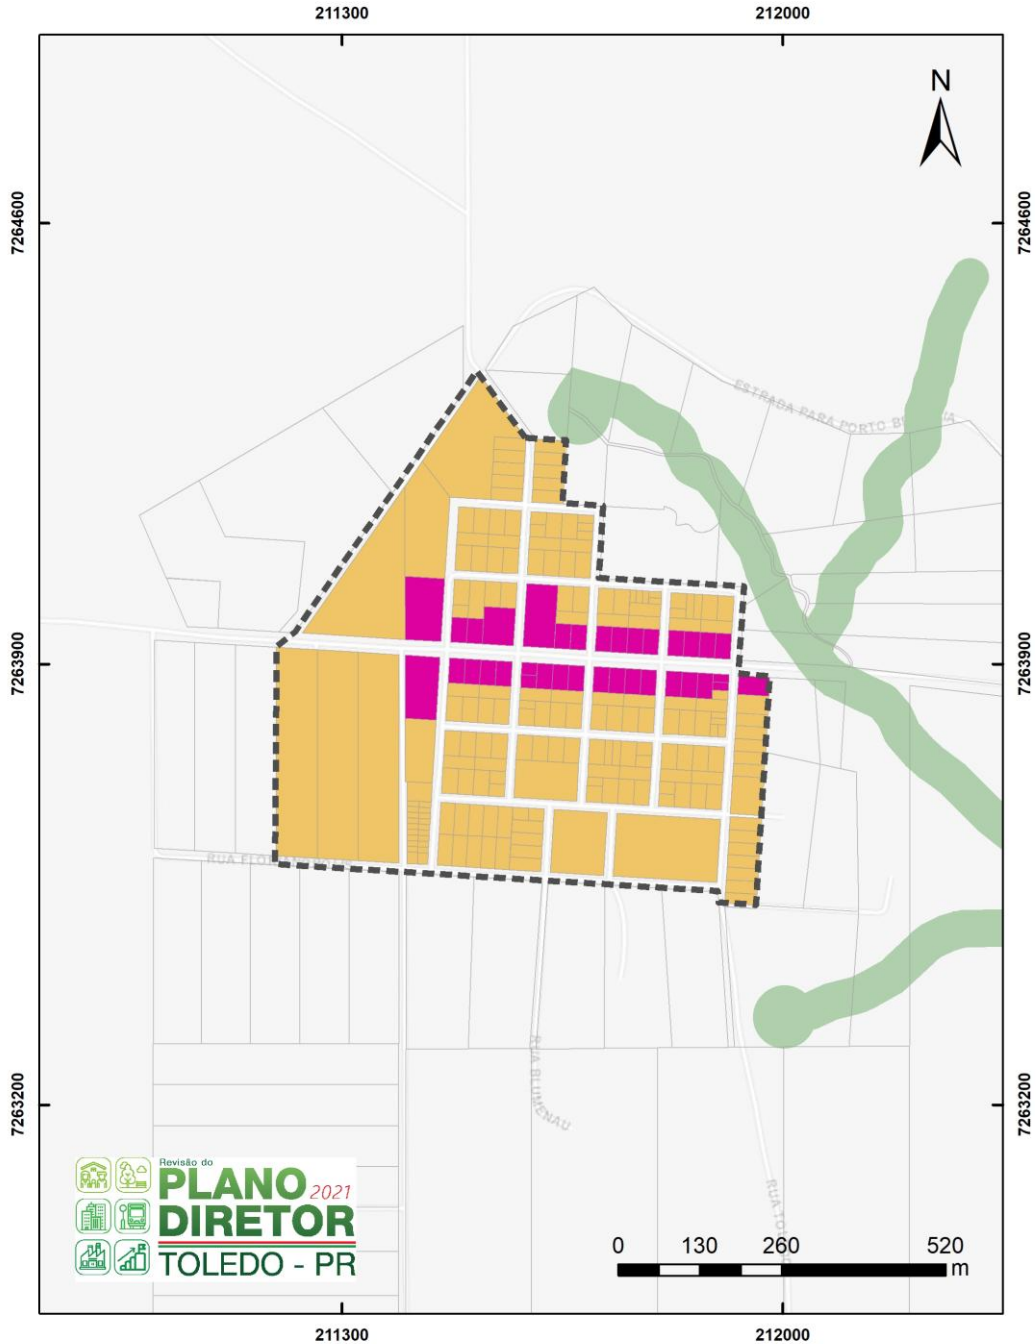 211300 212000
N
7264600 7264600
ESTRADA PARA PORTO
7263900 7263900
RUA
RUA BLUMENAU
7263200 7263200
RUA
Revisão do
PLANO 2021
DIRETOR
TOLEDO - PR
0 130 260 520
m
211300 212000